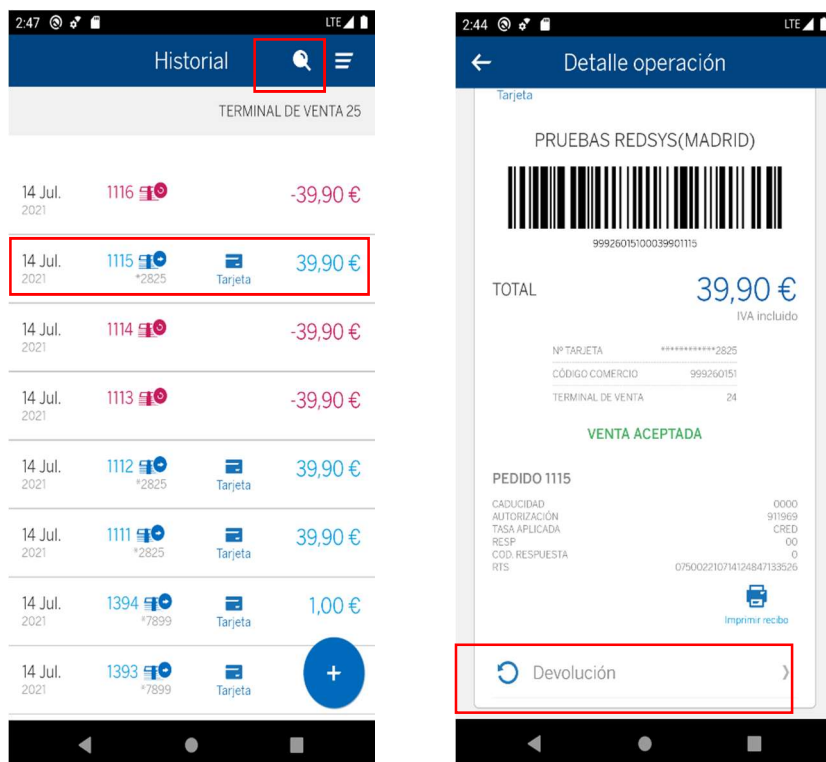 2:47 LTE
Historial
TERMINAL DE VENTA 25
14 Jul. 1116 -39,90 €
2021
14 Jul. 1115 39,90 €
2021 *2825 Tarjeta
14 Jul. 1114 -39,90 €
2021
14 Jul. 1113 -39,90 €
2021
14 Jul. 1112 39,90 €
2021 *2825 Tarjeta
14 Jul. 1111 39,90 €
2021 *2825 Tarjeta
14 Jul. 1394 1,00 €
2021 *7899 Tarjeta
14 Jul. 1393 +
2021 *7899 Tarjeta
2:44 LTE
Detalle operación
Tarjeta
PRUEBAS REDSYS(MADRID)
99926015100039901115
TOTAL 39,90 €
IVA incluido
Nº TARJETA ************2825
CÓDIGO COMERCIO 999260151
TERMINAL DE VENTA 24
VENTA ACEPTADA
PEDIDO 1115
CADUCIDAD 0000
AUTORIZACIÓN 911969
TASA APLICADA CRED
RESP 00
COD. RESPUESTA 0
RTS 075002210714124847133526
Imprimir recibo
Devolución